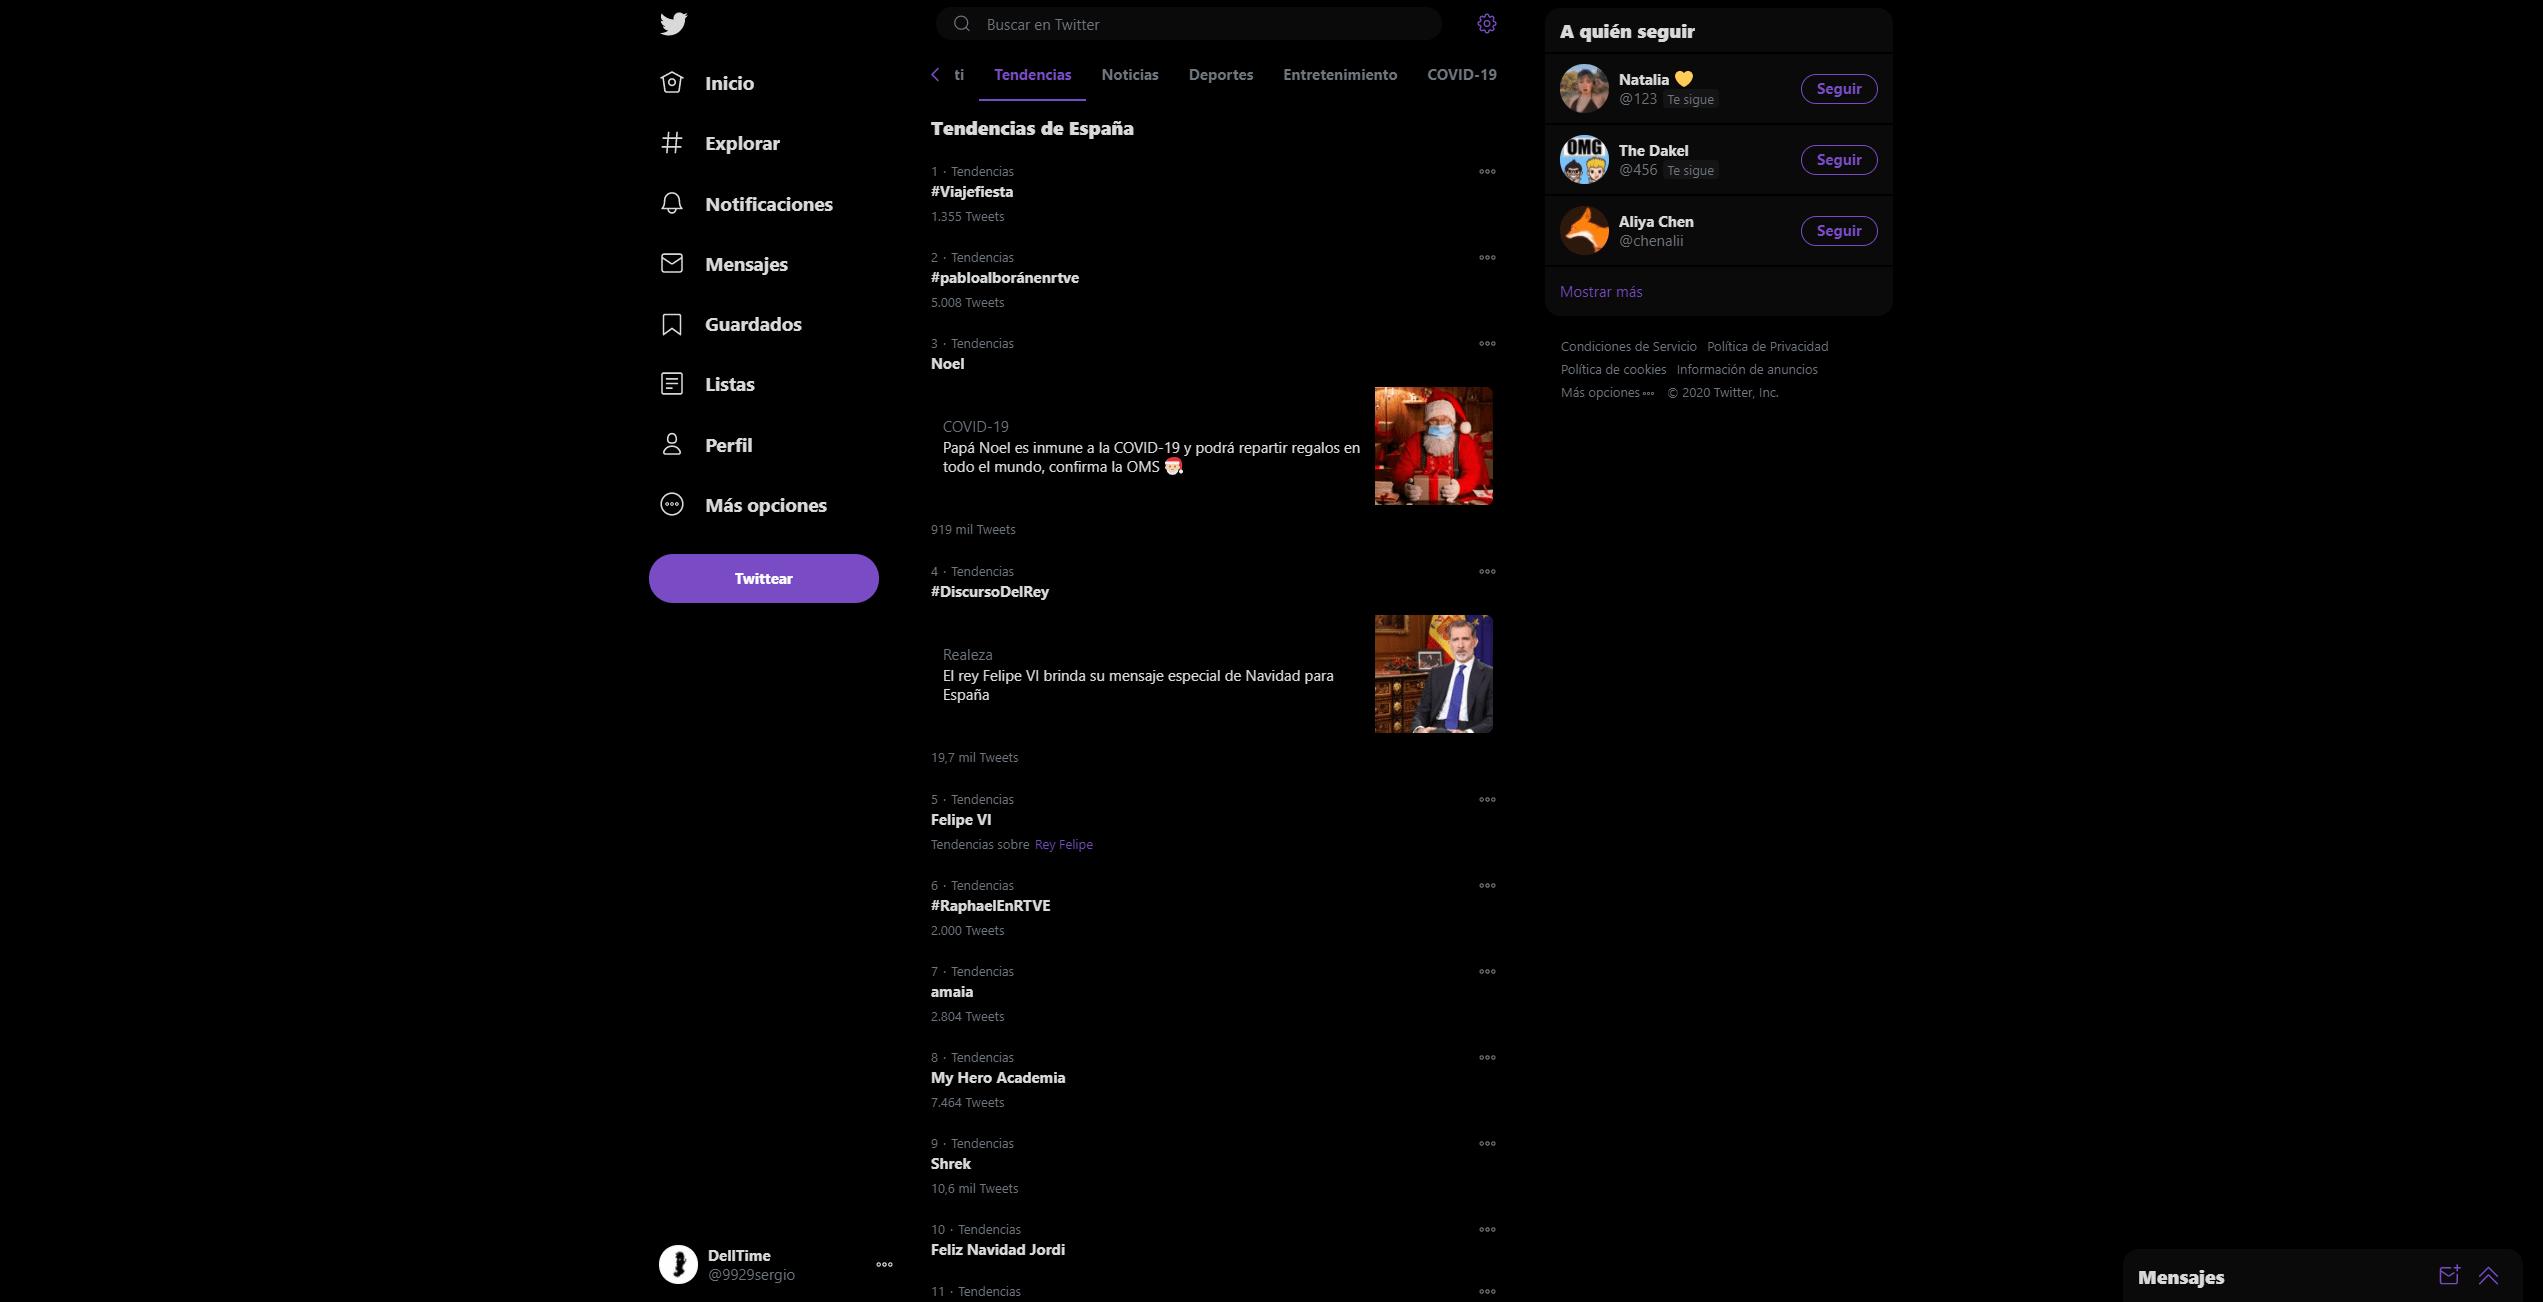 Inicio
Explorar
Notificaciones
Mensajes
Guardados
Listas
Perfil
Más opciones
Twittear
DellTime
@9929sergio
Buscar en Twitter
ti Tendencias Noticias Deportes Entretenimiento COVID-19
Tendencias de España
1 · Tendencias
#Viajefiesta
1.355 Tweets
2 · Tendencias
#pabloalboránenrtve
5.008 Tweets
3 · Tendencias
Noel
COVID-19
Papá Noel es inmune a la COVID-19 y podrá repartir regalos en
todo el mundo, confirma la OMS 🎅
919 mil Tweets
4 · Tendencias
#DiscursoDelRey
Realeza
El rey Felipe VI brinda su mensaje especial de Navidad para
España
19,7 mil Tweets
5 · Tendencias
Felipe VI
Tendencias sobre Rey Felipe
6 · Tendencias
#RaphaelEnRTVE
2.000 Tweets
7 · Tendencias
amaia
2.804 Tweets
8 · Tendencias
My Hero Academia
7.464 Tweets
9 · Tendencias
Shrek
10,6 mil Tweets
10 · Tendencias
Feliz Navidad Jordi
11 · Tendencias
A quién seguir
Natalia 💛
@123 Te sigue
Seguir
OMG
The Dakel
@456 Te sigue
Seguir
Aliya Chen
@chenalii
Seguir
Mostrar más
Condiciones de Servicio Política de Privacidad
Política de cookies Información de anuncios
Más opciones © 2020 Twitter, Inc.
Mensajes